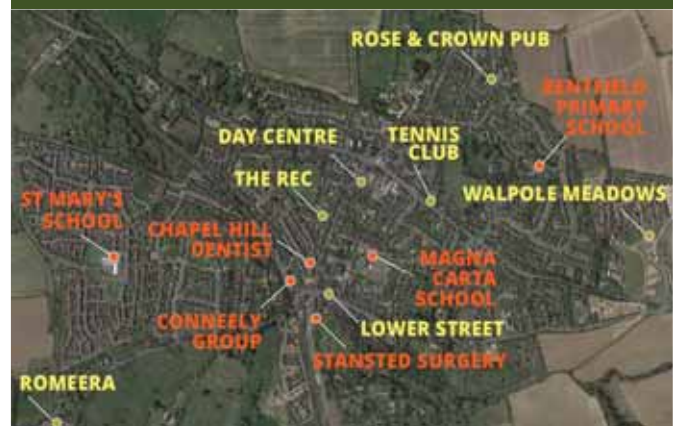 ROSE & CROWN PUB
BENTFIELD
PRIMARY
SCHOOL
DAY CENTRE
TENNIS
CLUB
THE REC
WALPOLE MEADOWS
ST MARY'S
SCHOOL
CHAPEL HILL
DENTIST
MAGNA
CARTA
SCHOOL
CONNEELY
GROUP
LOWER STREET
STANSTED SURGERY
ROMEERA